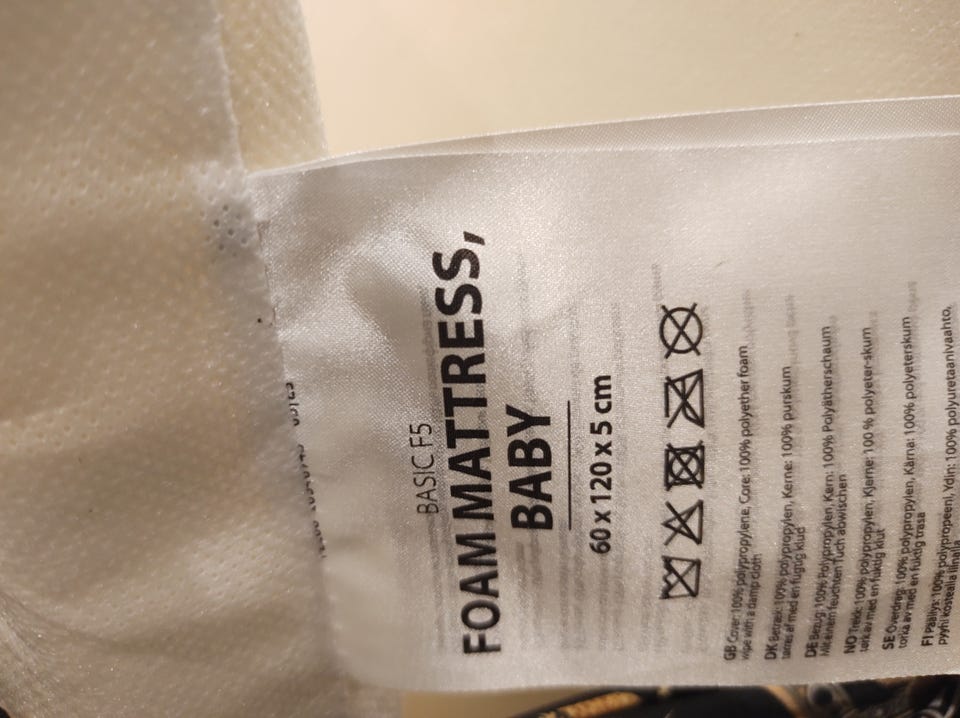 BASIC F5
FOAM MATTRESS,
BABY
60 x 120 x 5 cm
GB Cover: 100% polypropylene, Core: 100% polyether foam
wipe with a damp cloth
DK Betræk: 100% polypropylen, Kerne: 100% purskum
tørres af med en fugtig klud
DE Bezug: 100% Polypropylen, Kern: 100% Polyätherschaum
Mit einem feuchten Tuch abwischen
NO Trekk: 100% polypropylen, Kjerne: 100 % polyeter-skum
tørk av med en fuktig klut
SE Överdrag: 100% polypropylen, Kärna: 100% polyeterskum
torka av med en fuktig trasa
FI Päällys: 100% polypropeeni, Ydin: 100% polyuretaanivaahto,
pyyhi kostealla liinalla